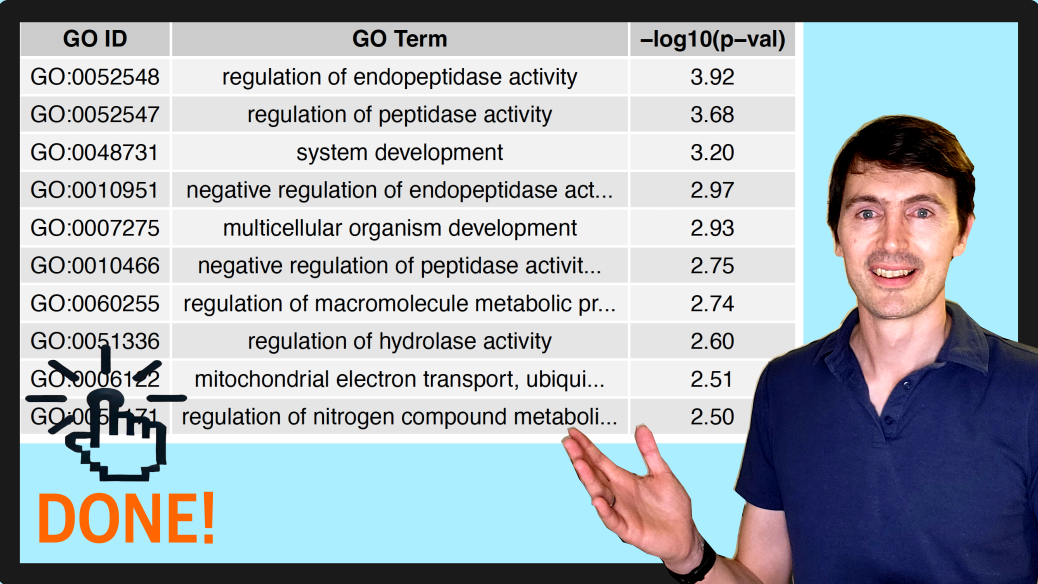 GO ID GO Term −log10(p−val)
GO:0052548 regulation of endopeptidase activity 3.92
GO:0052547 regulation of peptidase activity 3.68
GO:0048731 system development 3.20
GO:0010951 negative regulation of endopeptidase act... 2.97
GO:0007275 multicellular organism development 2.93
GO:0010466 negative regulation of peptidase activit... 2.75
GO:0060255 regulation of macromolecule metabolic pr... 2.74
GO:0051336 regulation of hydrolase activity 2.60
GO:0006122 mitochondrial electron transport, ubiqui... 2.51
regulation of nitrogen compound metaboli... 2.50
DONE!